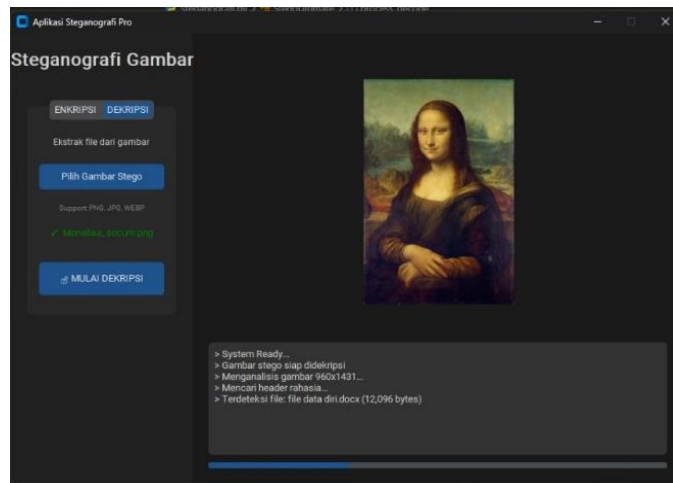 Aplikasi Steganografi Pro
Steganografi Gambar
ENKRIPSI DEKRIPSI
Ekstrak file dari gambar
Pilih Gambar Stego
Support PNG, JPG, WEBP
✓ Monalisa_secure.png
MULAI DEKRIPSI
> System Ready...
> Gambar stego siap didekripsi
> Menganalisis gambar 960x1431...
> Mencari header rahasia...
> Terdeteksi file: file data diri.docx (12,096 bytes)